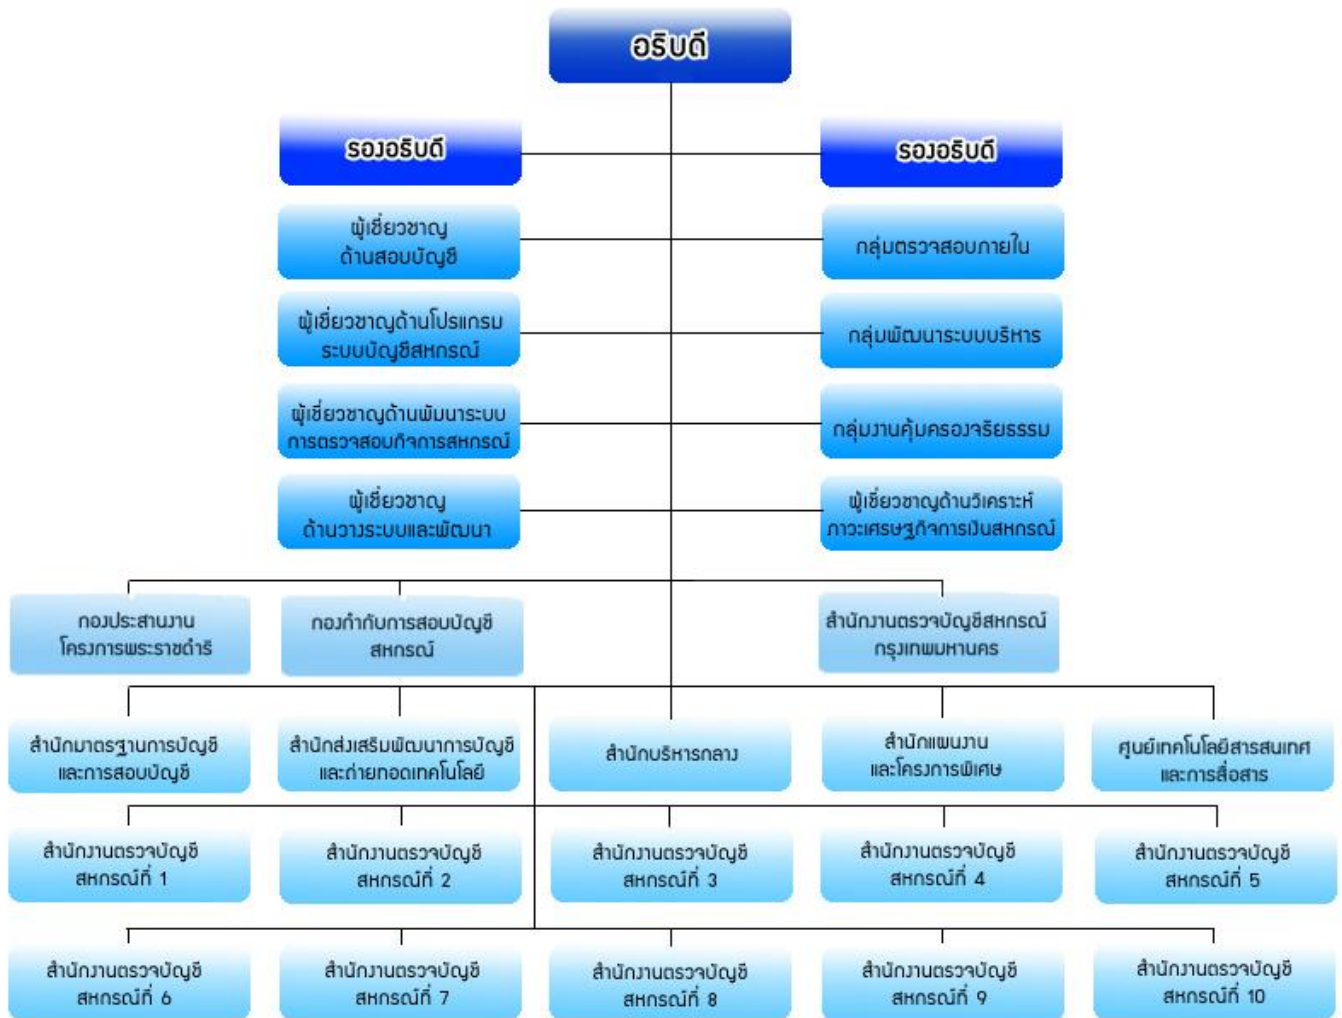 อธิบดี
รองอธิบดี
รองอธิบดี
ผู้เชี่ยวชาญ
ด้านสอบบัญชี
กลุ่มตรวจสอบภายใน
ผู้เชี่ยวชาญด้านโปรแกรม
ระบบบัญชีสหกรณ์
กลุ่มพัฒนาระบบบริหาร
ผู้เชี่ยวชาญด้านพัมนาระบบ
การตรวจสอบกิจการสหกรณ์
กลุ่มงานคุ้มครองจริยธรรม
ผู้เชี่ยวชาญ
ด้านวางระบบและพัฒนา
ผู้เชี่ยวชาญด้านวิเคราะห์
ภาวะเศรษฐกิจการเงินสหกรณ์
กองประสานงาน
โครงการพระราชดำริ
กองกำกับการสอบบัญชี
สหกรณ์
สำนักงานตรวจบัญชีสหกรณ์
กรุงเทพมหานคร
สำนักมาตรฐานการบัญชี
และการสอบบัญชี
สำนักส่งเสริมพัฒนาการบัญชี
และถ่ายทอดเทคโนโลยี
สำนักบริหารกลาง
สำนักแผนงาน
และโครงการพิเศษ
ศูนย์เทคโนโลยีสารสนเทศ
และการสื่อสาร
สำนักงานตรวจบัญชี
สหกรณ์ที่ 1
สำนักงานตรวจบัญชี
สหกรณ์ที่ 2
สำนักงานตรวจบัญชี
สหกรณ์ที่ 3
สำนักงานตรวจบัญชี
สหกรณ์ที่ 4
สำนักงานตรวจบัญชี
สหกรณ์ที่ 5
สำนักงานตรวจบัญชี
สหกรณ์ที่ 6
สำนักงานตรวจบัญชี
สหกรณ์ที่ 7
สำนักงานตรวจบัญชี
สหกรณ์ที่ 8
สำนักงานตรวจบัญชี
สหกรณ์ที่ 9
สำนักงานตรวจบัญชี
สหกรณ์ที่ 10